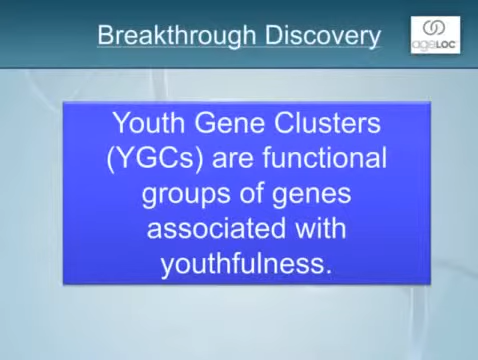 Breakthrough Discovery
ageLOC
Youth Gene Clusters
(YGCs) are functional
groups of genes
associated with
youthfulness.